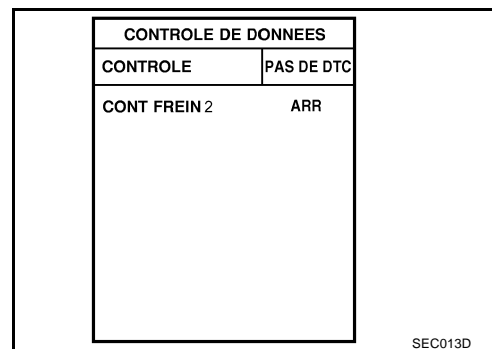 CONTROLE DE DONNEES
CONTROLE PAS DE DTC
CONT FREIN 2 ARR
SEC013D